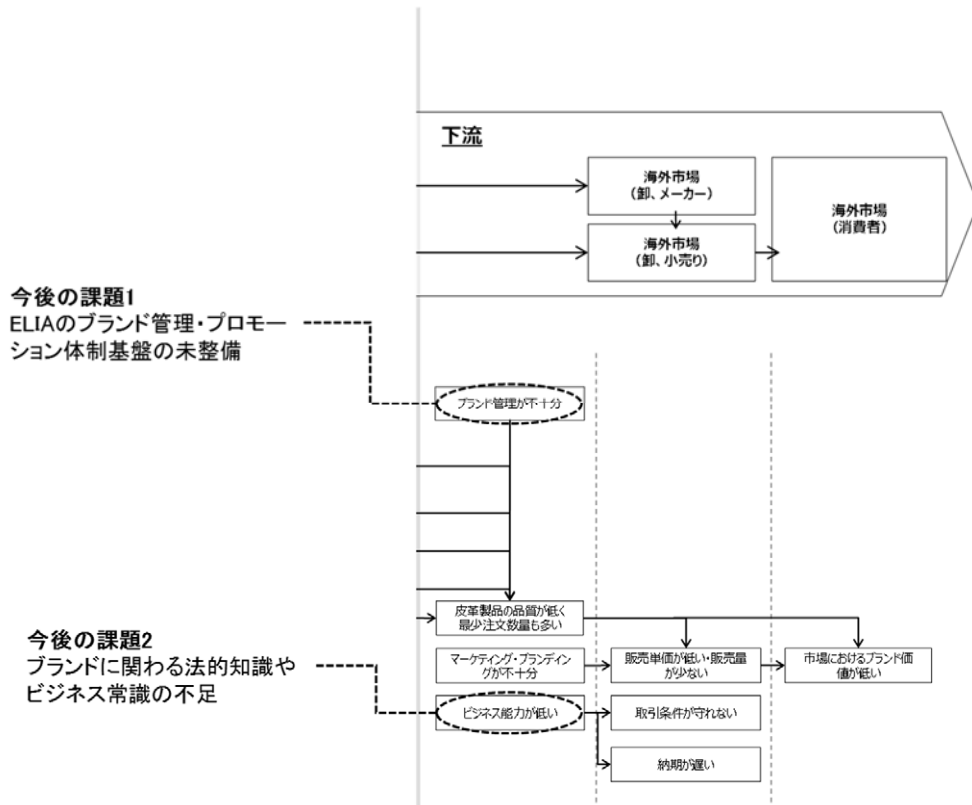 下流
海外市場
(卸、メーカー)
海外市場
(卸、小売り)
海外市場
(消費者)
今後の課題1
ELIAのブランド管理・プロモー
ション体制基盤の未整備
ブランド管理が不十分
皮革製品の品質が低く
最少注文数量も多い
今後の課題2
ブランドに関わる法的知識や
ビジネス常識の不足
マーケティング・ブランディン
グが不十分
販売単価が低い・販売量
が少ない
市場におけるブランド価
値が低い
ビジネス能力が低い
取引条件が守れない
納期が遅い